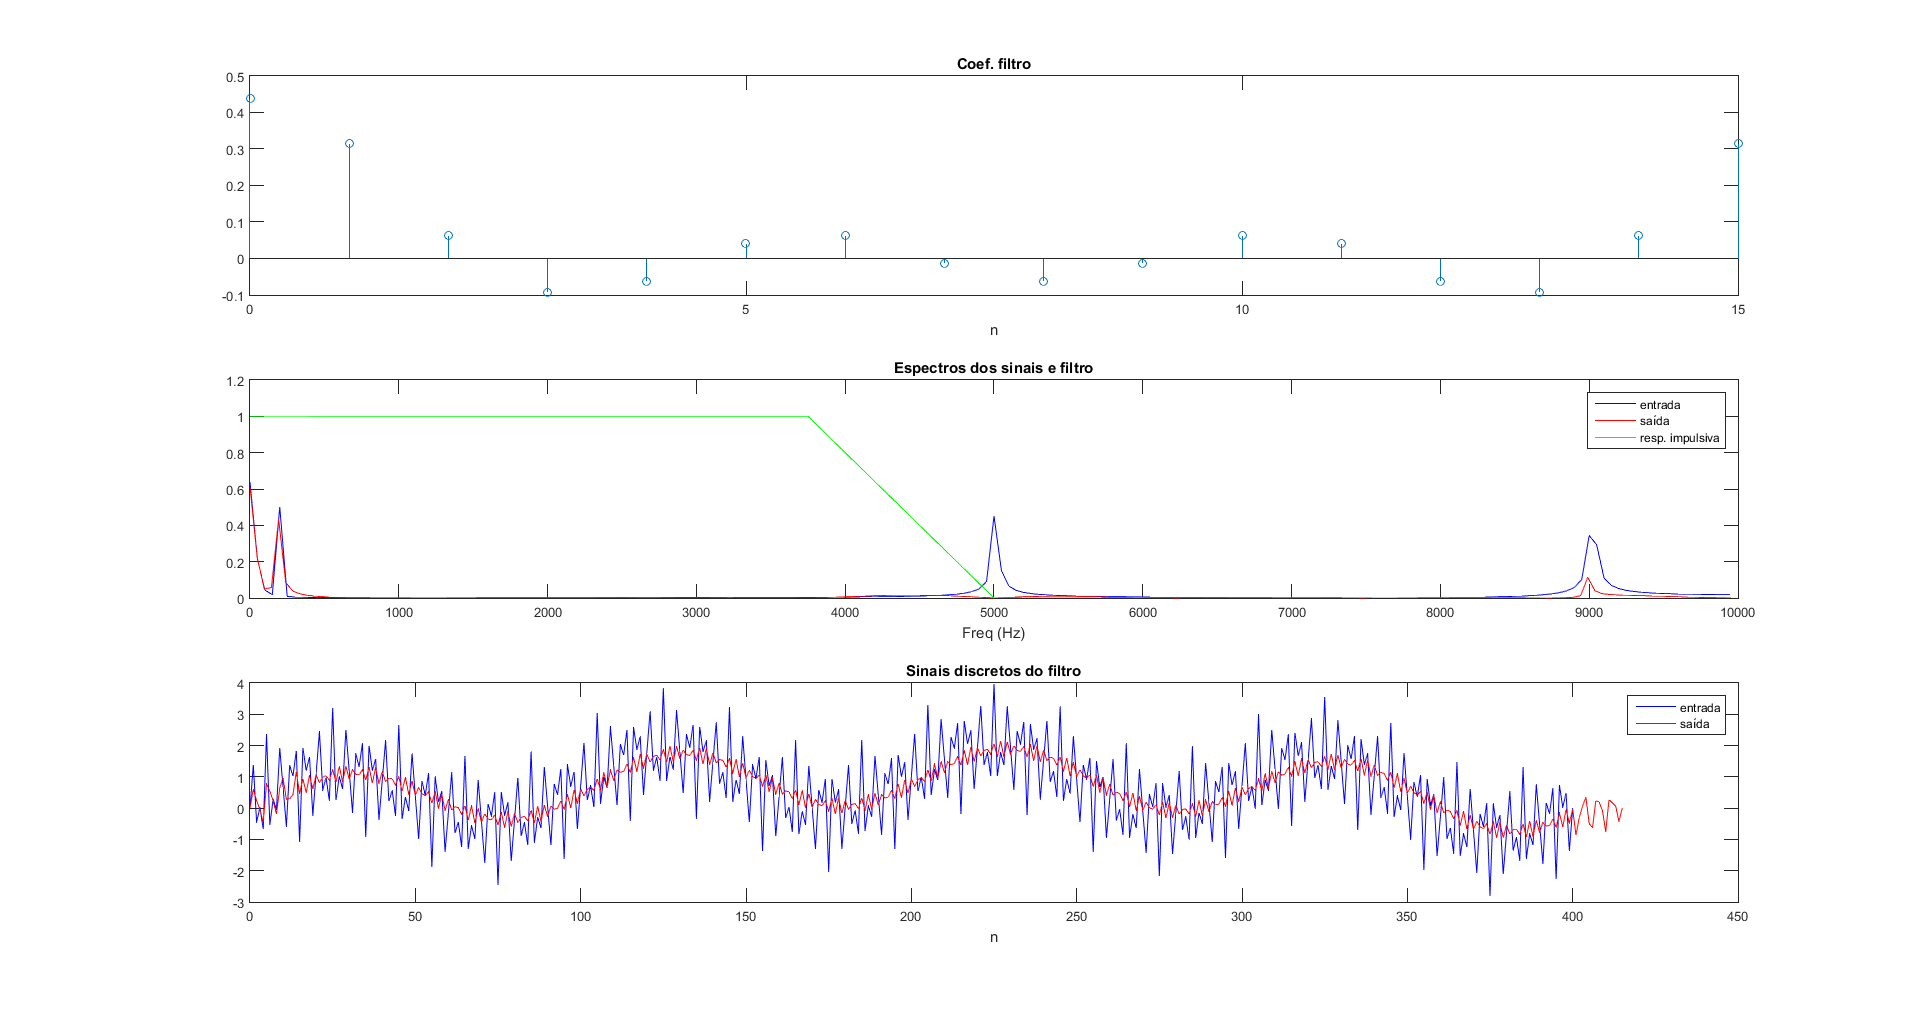 Coef. filtro
0.5
0.4
0.3
0.2
0.1
0
-0.1
0 5 10 15
n
Espectros dos sinais e filtro
1.2
1
0.8
0.6
0.4
0.2
0
entrada
saída
resp. impulsiva
0 1000 2000 3000 4000 5000 6000 7000 8000 9000 10000
Freq (Hz)
Sinais discretos do filtro
4
3
2
1
0
-1
-2
-3
entrada
saída
0 50 100 150 200 250 300 350 400 450
n